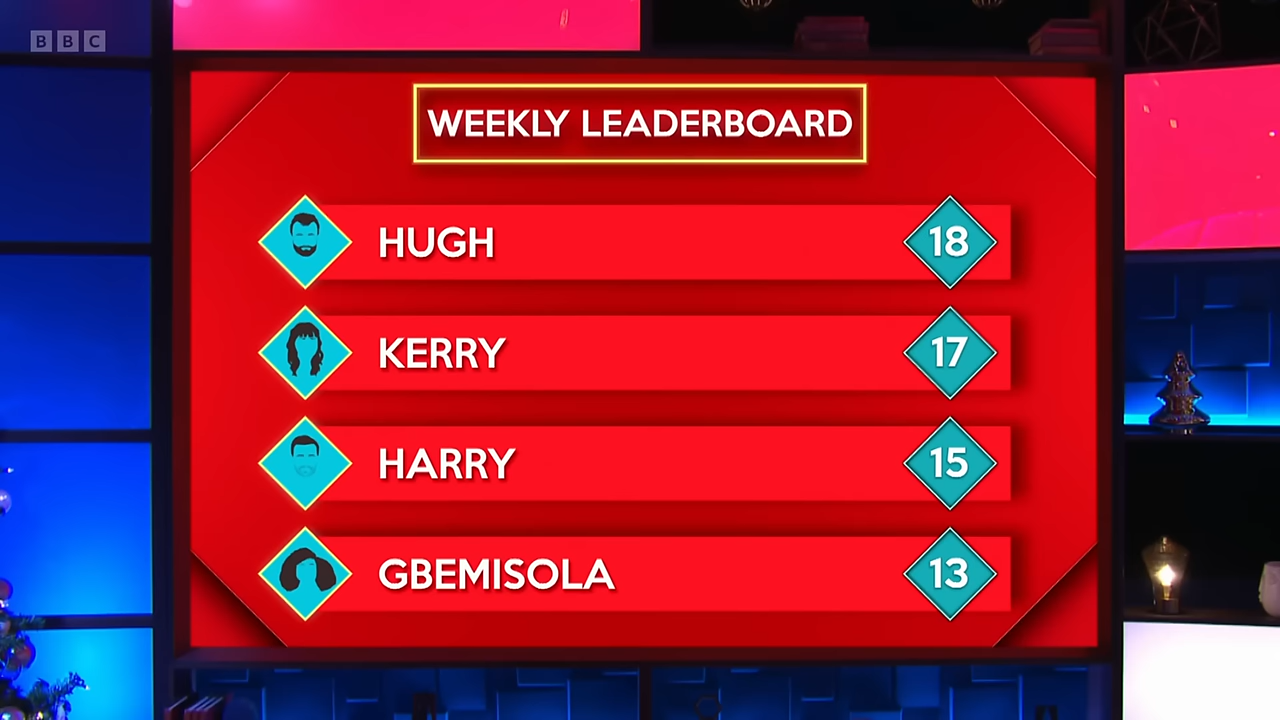 BBC
WEEKLY LEADERBOARD
HUGH 18
KERRY 17
HARRY 15
GBEMISOLA 13